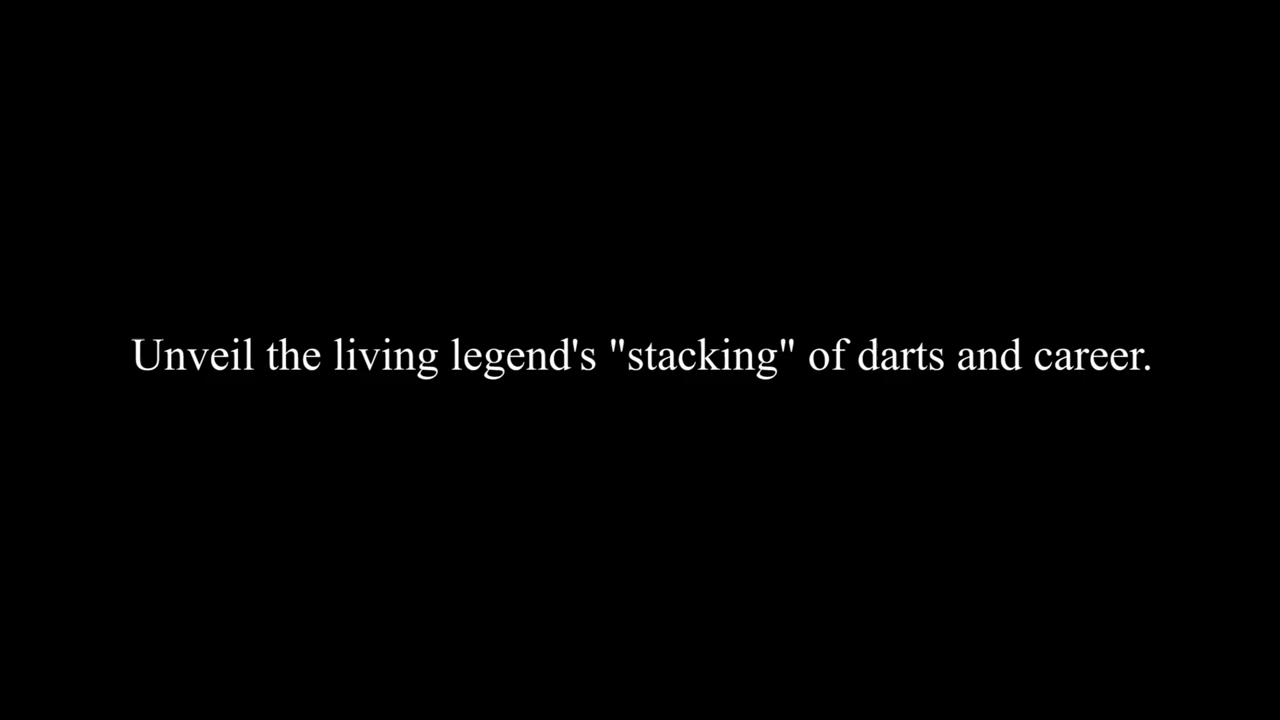 Unveil the living legend's "stacking" of darts and career.